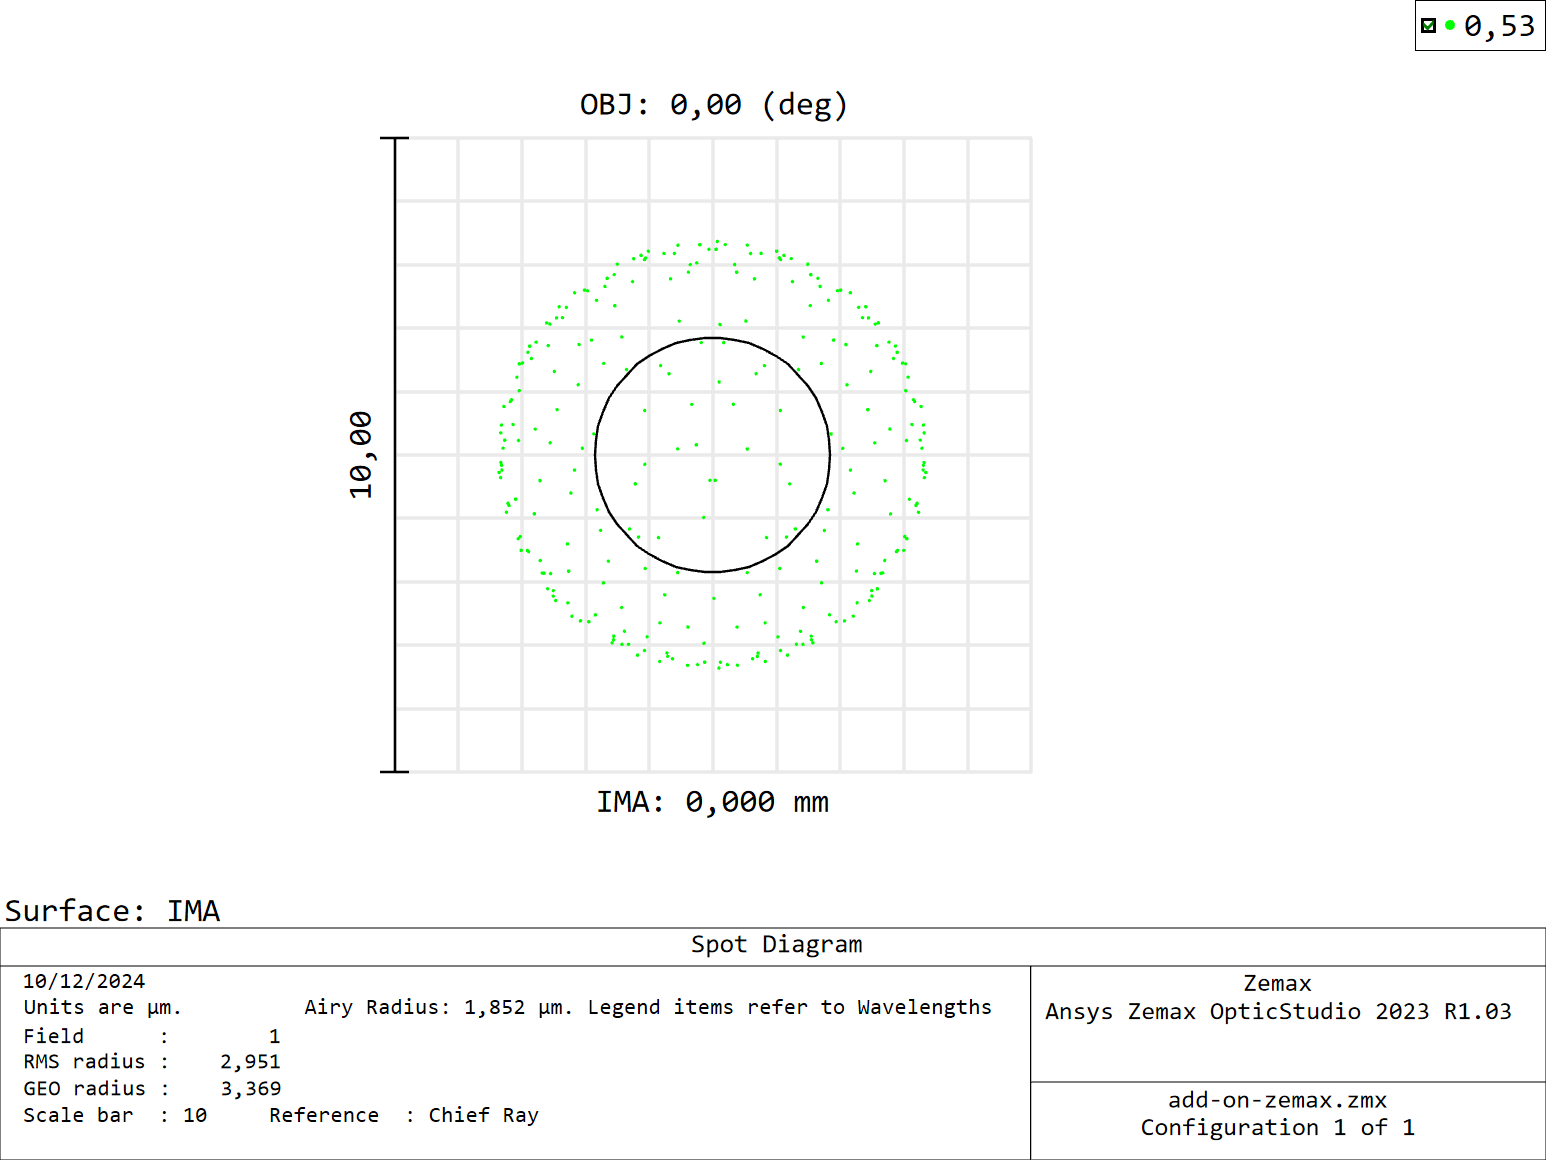 0,53
OBJ: 0,00 (deg)
10,00
IMA: 0,000 mm
Surface: IMA
Spot Diagram
10/12/2024
Units are µm. Airy Radius: 1,852 µm. Legend items refer to Wavelengths
Field : 1
RMS radius : 2,951
GEO radius : 3,369
Scale bar : 10 Reference : Chief Ray
Zemax
Ansys Zemax OpticStudio 2023 R1.03
add-on-zemax.zmx
Configuration 1 of 1